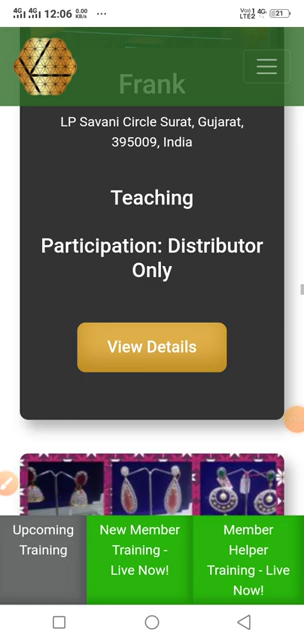 4G 4G 12:06 0.00 KB/s ... Vo)) 1 LTE2 4G 21
Frank
LP Savani Circle Surat, Gujarat,
395009, India
Teaching
Participation: Distributor
Only
View Details
Upcoming
Training
New Member
Training -
Live Now!
Member
Helper
Training - Live
Now!